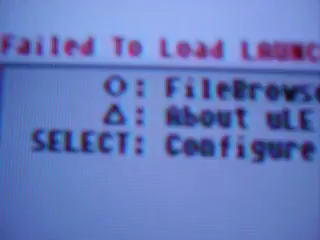 Failed To Load LAUNC
O: FileBrowse
△: About uLE
SELECT: Configure